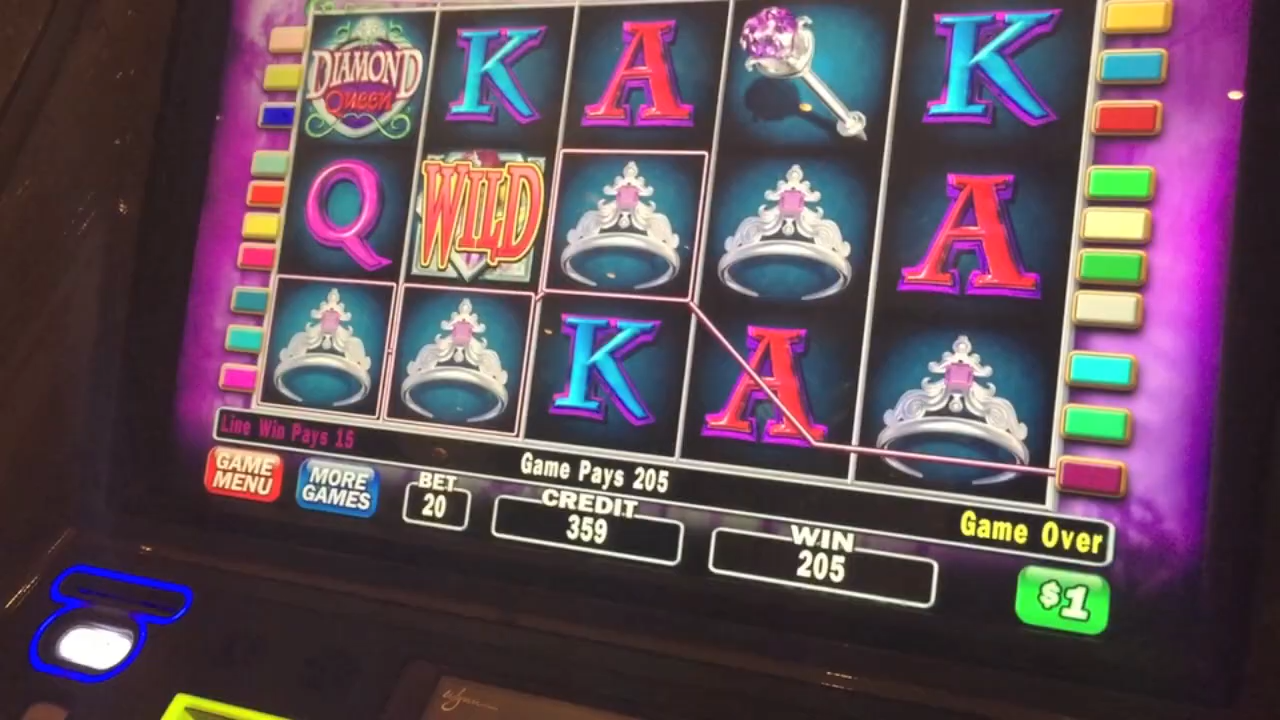 DIAMOND K A K
Queen
Q WILD A
K A
Line Win Pays 15
Game Pays 205
GAME MENU
MORE GAMES
BET
20
CREDIT
359
WIN
205
Game Over
$1
Wynn